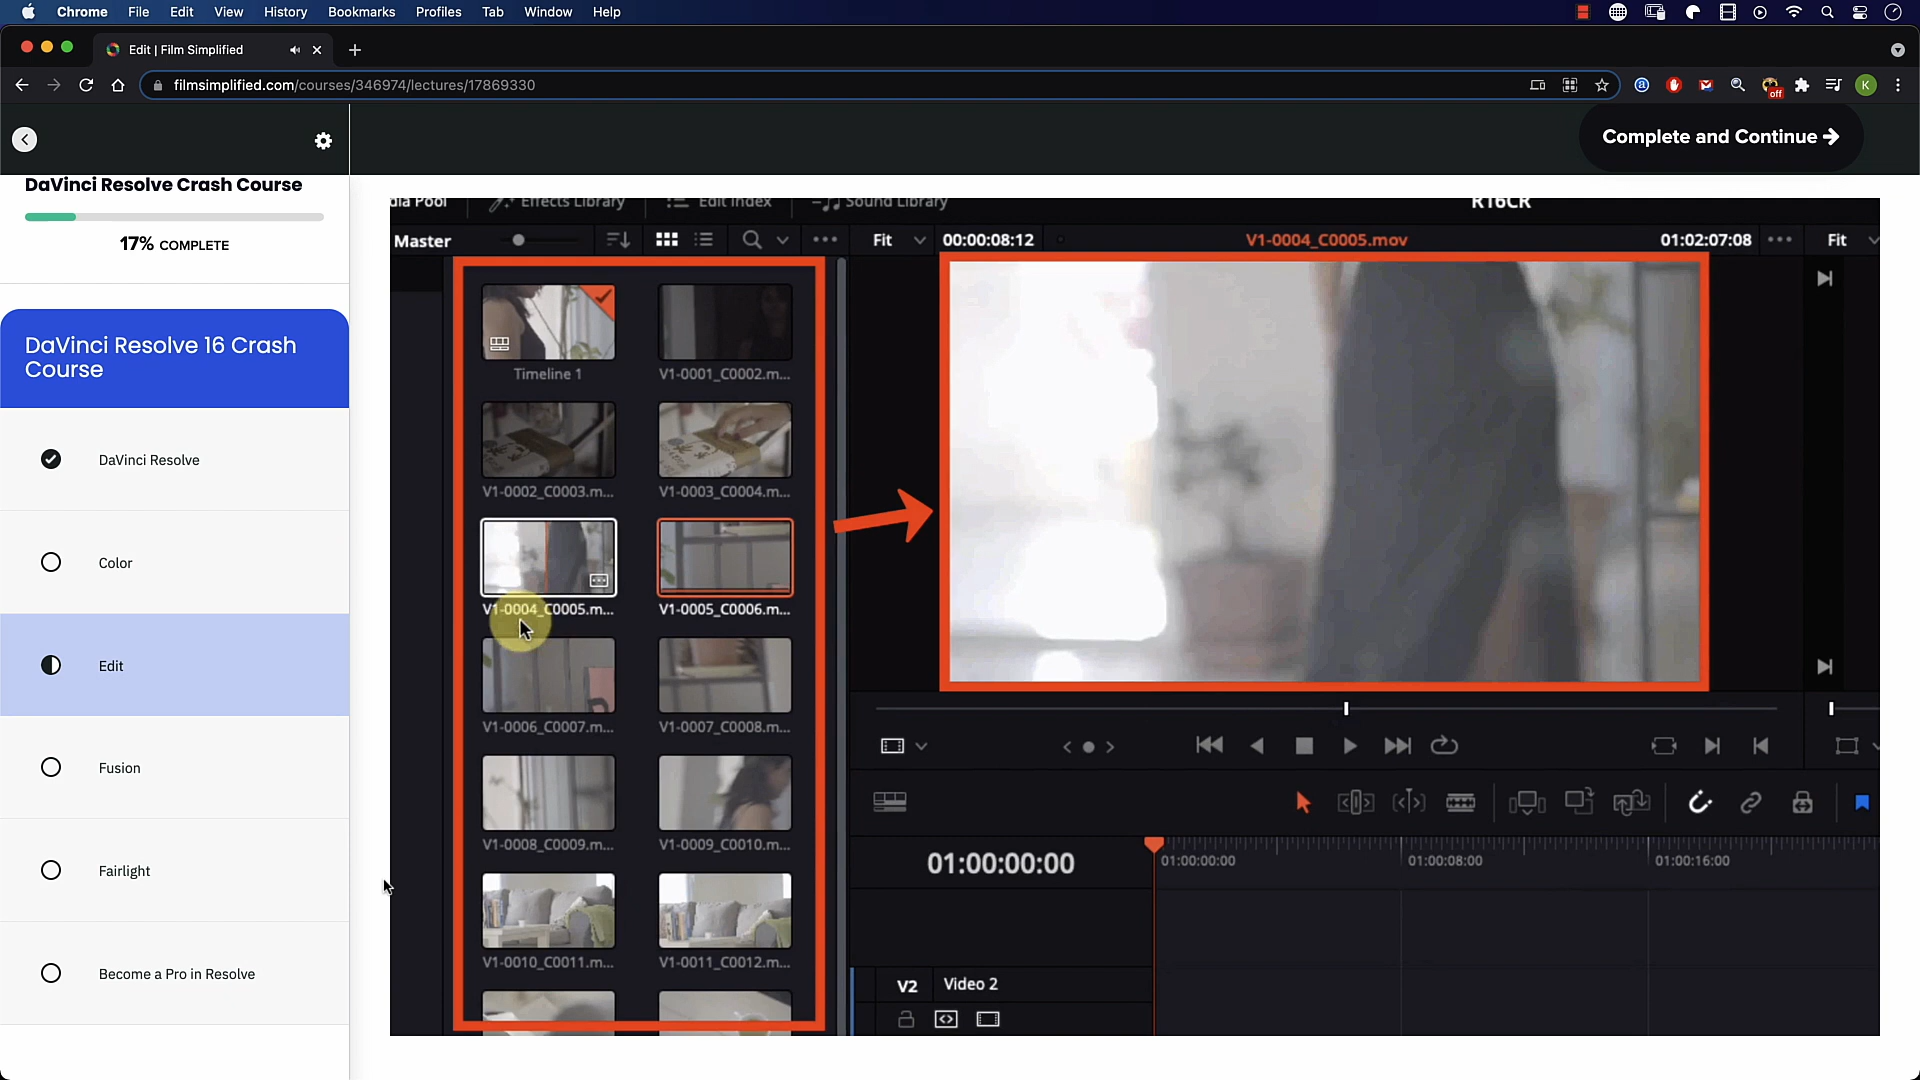 Chrome File Edit View History Bookmarks Profiles Tab Window Help
Edit | Film Simplified
filmsimplified.com/courses/346974/lectures/17869330
off
K
Complete and Continue
DaVinci Resolve Crash Course
17% COMPLETE
DaVinci Resolve 16 Crash
Course
DaVinci Resolve
Color
Edit
Fusion
Fairlight
Become a Pro in Resolve
dia Pool Effects Library Edit Index Sound Library R16CR
Master Fit 00:00:08:12 V1-0004_C0005.mov 01:02:07:08 Fit
Timeline 1 V1-0001_C0002.m...
V1-0002_C0003.m... V1-0003_C0004.m...
V1-0004_C0005.m... V1-0005_C0006.m...
V1-0006_C0007.m... V1-0007_C0008.m...
V1-0008_C0009.m... V1-0009_C0010.m...
V1-0010_C0011.m... V1-0011_C0012.m...
01:00:00:00 01:00:00:00 01:00:08:00 01:00:16:00
V2 Video 2